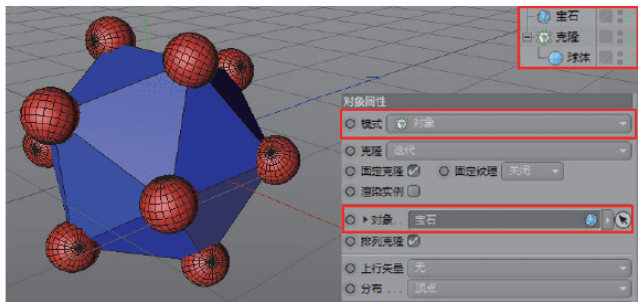 宝石
克隆
球体
对象属性
模式 对象
克隆 迭代
固定克隆 固定纹理 关闭
渲染实例
对象.. 宝石
排列克隆
上行矢量 无
分布.... 顶点